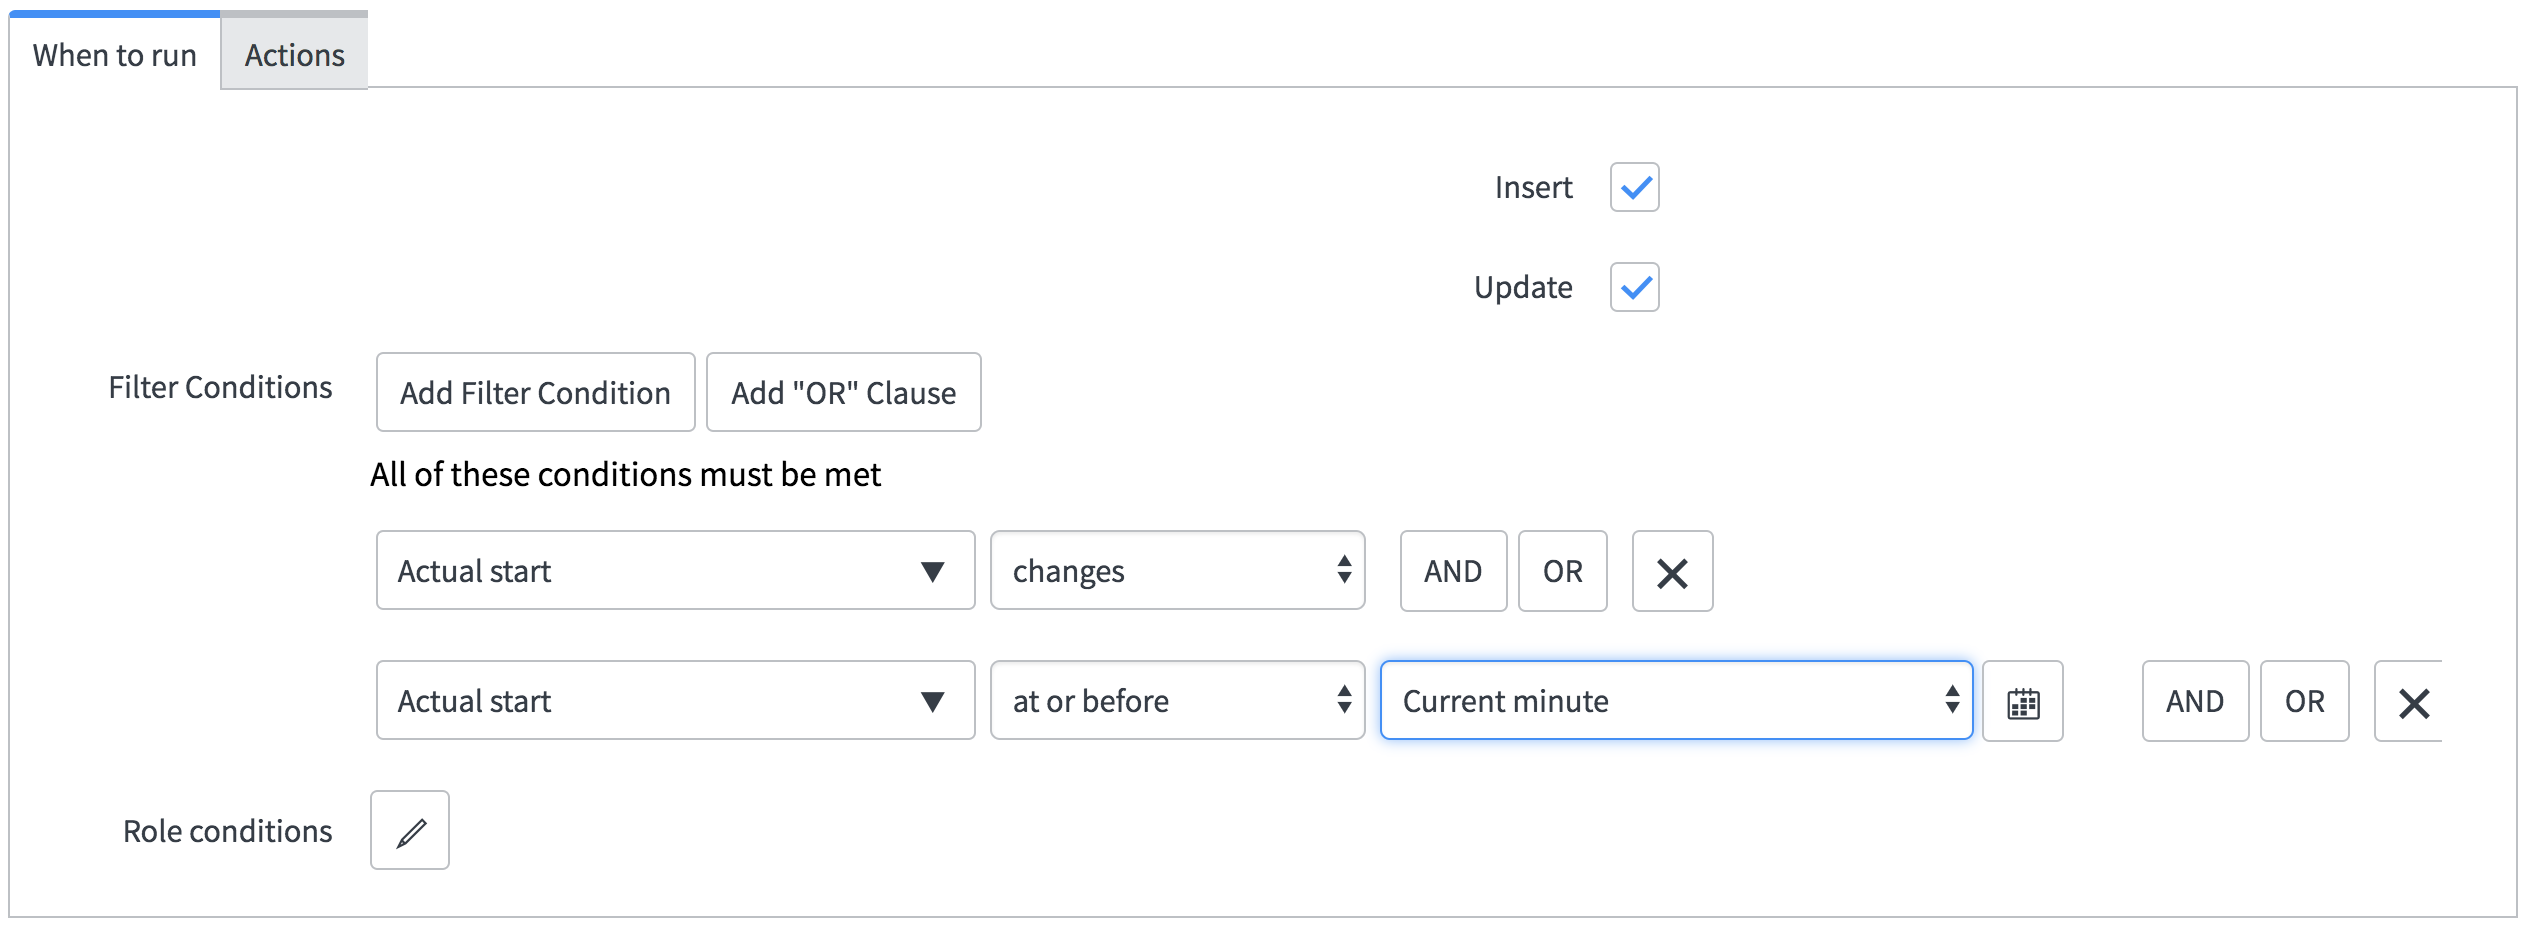 When to run Actions
Insert
Update
Filter Conditions Add Filter Condition Add "OR" Clause
All of these conditions must be met
Actual start changes AND OR
Actual start at or before Current minute AND OR
Role conditions